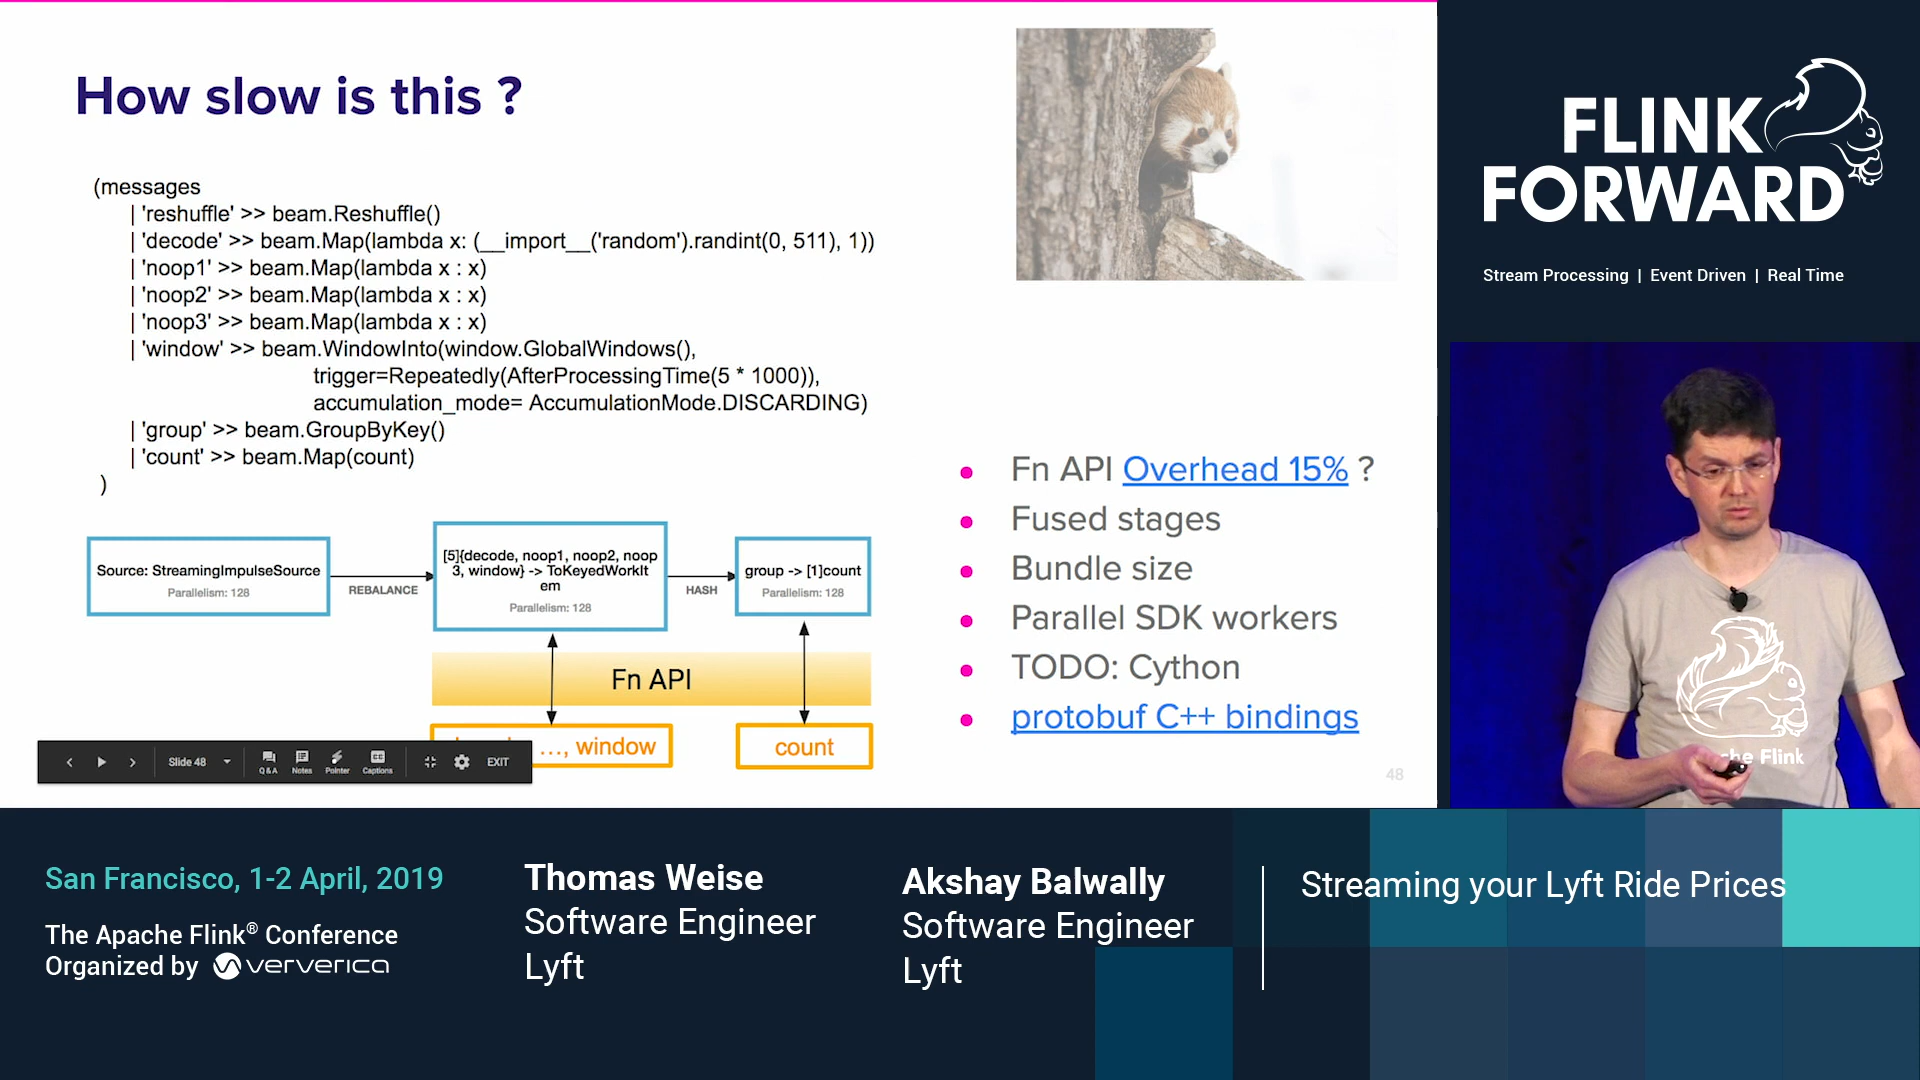 How slow is this ?
(messages
| 'reshuffle' >> beam.Reshuffle()
| 'decode' >> beam.Map(lambda x: (__import__('random').randint(0, 511), 1))
| 'noop1' >> beam.Map(lambda x : x)
| 'noop2' >> beam.Map(lambda x : x)
| 'noop3' >> beam.Map(lambda x : x)
| 'window' >> beam.WindowInto(window.GlobalWindows(),
trigger=Repeatedly(AfterProcessingTime(5 * 1000)),
accumulation_mode= AccumulationMode.DISCARDING)
| 'group' >> beam.GroupByKey()
| 'count' >> beam.Map(count)
)
Source: StreamingImpulseSource
Parallelism: 128
REBALANCE
[5]{decode, noop1, noop2, noop
3, window} -> ToKeyedWorkIt
em
Parallelism: 128
HASH
group -> [1]count
Parallelism: 128
Fn API
..., window
count
Slide 48
Q&A
Notes
Pointer
Captions
EXIT
Fn API Overhead 15% ?
Fused stages
Bundle size
Parallel SDK workers
TODO: Cython
protobuf C++ bindings
48
FLINK
FORWARD
Stream Processing | Event Driven | Real Time
che Flink
San Francisco, 1-2 April, 2019
The Apache Flink® Conference
Organized by ververica
Thomas Weise
Software Engineer
Lyft
Akshay Balwally
Software Engineer
Lyft
Streaming your Lyft Ride Prices